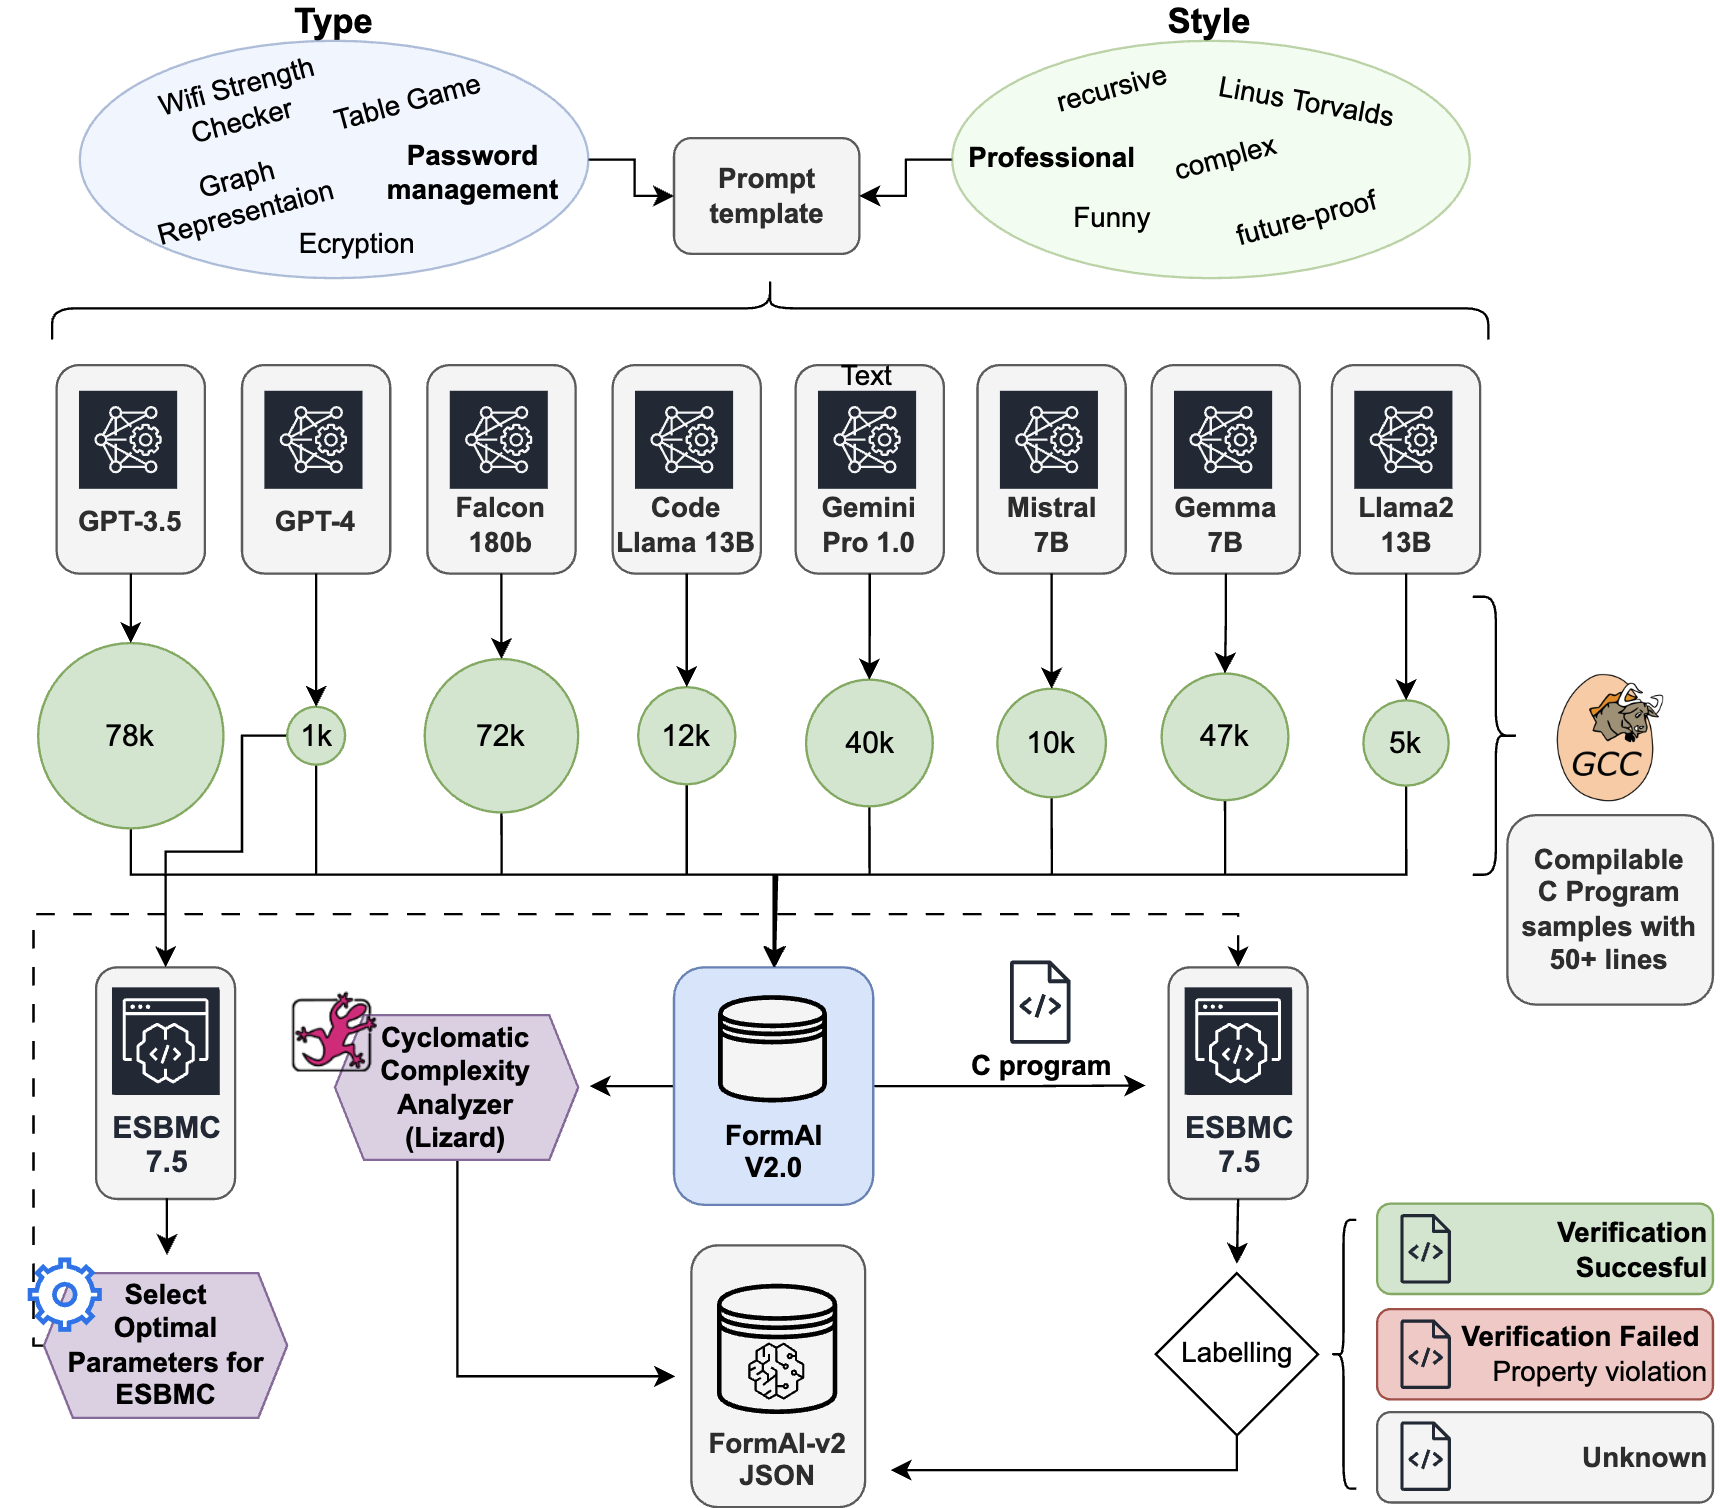 Type
Style
Wifi Strength
Checker
Table Game
Password
management
Graph
Representaion
Ecryption
Prompt
template
recursive
Linus Torvalds
Professional
complex
Funny
future-proof
GPT-3.5
GPT-4
Falcon
180b
Code
Llama 13B
Text
Gemini
Pro 1.0
Mistral
7B
Gemma
7B
Llama2
13B
78k
1k
72k
12k
40k
10k
47k
5k
GCC
Compilable
C Program
samples with
50+ lines
ESBMC
7.5
Cyclomatic
Complexity
Analyzer
(Lizard)
FormAI
V2.0
C program
ESBMC
7.5
Select
Optimal
Parameters for
ESBMC
FormAI-v2
JSON
Labelling
Verification
Succesful
Verification Failed
Property violation
Unknown